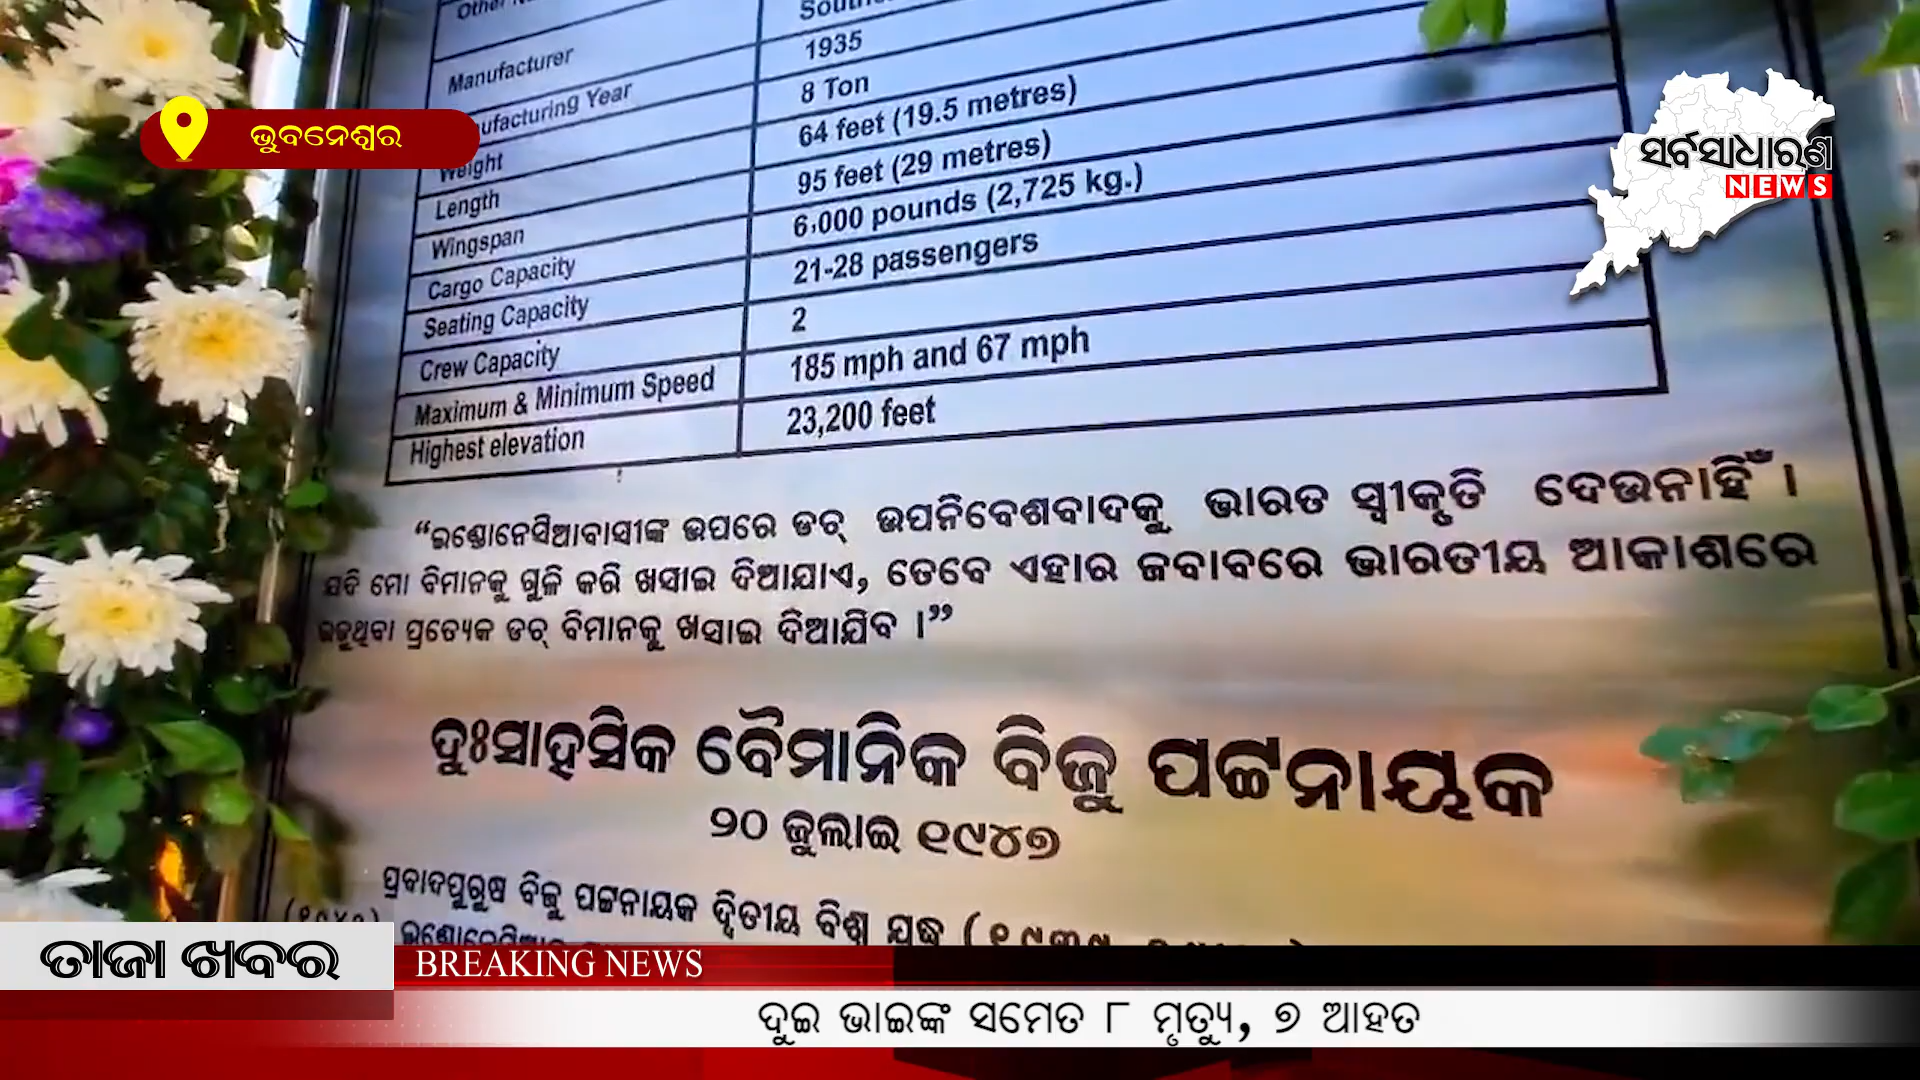 Manufacturer
1935
ufacturing Year
8 Ton
Weight
64 feet (19.5 metres)
Length
95 feet (29 metres)
Wingspan
6,000 pounds (2,725 kg.)
Cargo Capacity
21-28 passengers
Seating Capacity
2
Crew Capacity
185 mph and 67 mph
Maximum & Minimum Speed
23,200 feet
Highest elevation
ଭୁବନେଶ୍ୱର
ସର୍ବସାଧାରଣ
NEWS
“ଇଣ୍ଡୋନେସିଆବାସୀଙ୍କ ଉପରେ ଡଚ୍ ଉପନିବେଶବାଦକୁ ଭାରତ ସ୍ୱୀକୃତି ଦେଉନାହିଁ ।
ଯଦି ମୋ ବିମାନକୁ ଗୁଳି କରି ଖସାଇ ଦିଆଯାଏ, ତେବେ ଏହାର ଜବାବରେ ଭାରତୀୟ ଆକାଶରେ
ଉଡୁଥିବା ପ୍ରତ୍ୟେକ ଡଚ୍ ବିମାନକୁ ଖସାଇ ଦିଆଯିବ ।”
ଦୁଃସାହସିକ ବୈମାନିକ ବିଜୁ ପଟ୍ଟନାୟକ
୨୦ ଜୁଲାଇ ୧୯୪୭
ପ୍ରବାଦପୁରୁଷ ବିଜୁ ପଟ୍ଟନାୟକ ଦ୍ୱିତୀୟ ବିଶ୍ୱ ଯୁଦ୍ଧ (୧୯୩୯
ତାଜା ଖବର
BREAKING NEWS
ଦୁଇ ଭାଇଙ୍କ ସମେତ ୮ ମୃତ୍ୟୁ, ୭ ଆହତ